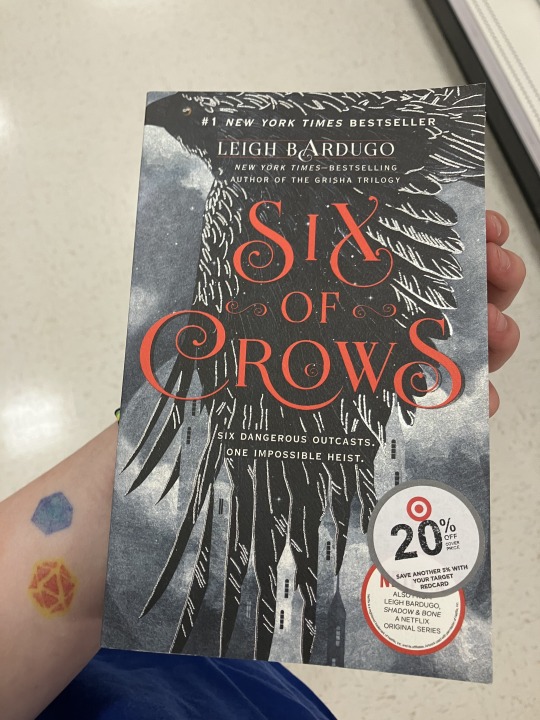 #1 NEW YORK TIMES BESTSELLER
LEIGH BARDUGO
NEW YORK TIMES—BESTSELLING
AUTHOR OF THE GRISHA TRILOGY
SIX
OF
CROWS
SIX DANGEROUS OUTCASTS.
ONE IMPOSSIBLE HEIST.
20%
OFF
COVER
PRICE
SAVE ANOTHER 5% WITH
YOUR TARGET
REDCARD
LEIGH BARDUGO,
SHADOW & BONE
A NETFLIX
ORIGINAL SERIES